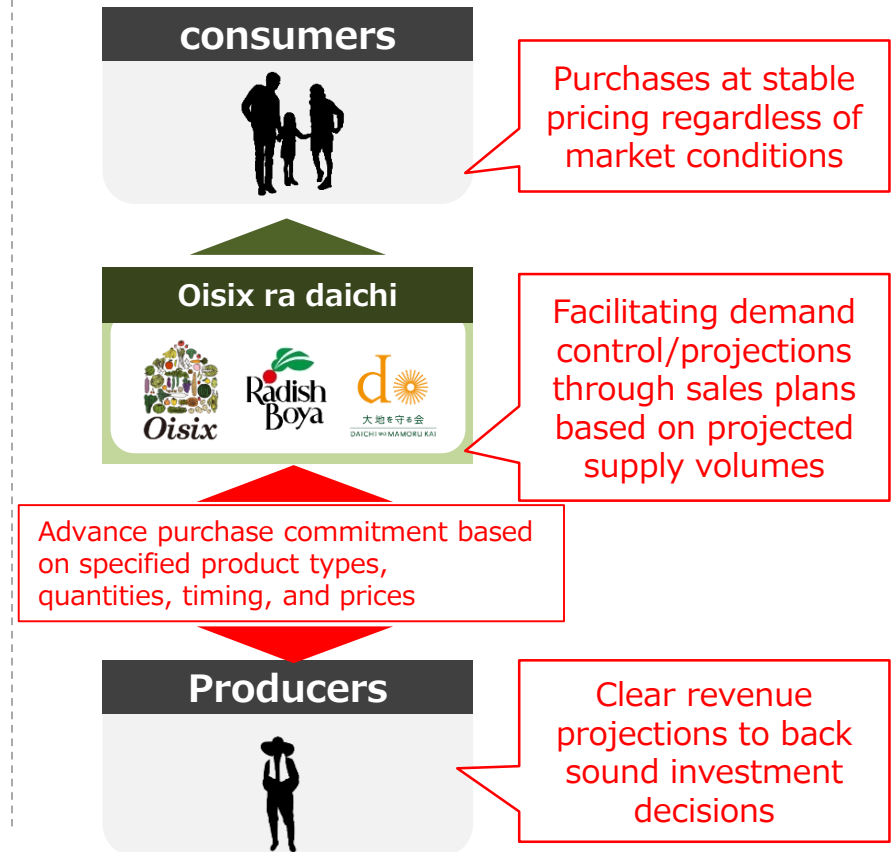 consumers
Purchases at stable
pricing regardless of
market conditions
Oisix ra daichi
Oisix
Radish
Boya
do
大地を守る会
DAICHI wo MAMORU KAI
Facilitating demand
control/projections
through sales plans
based on projected
supply volumes
Advance purchase commitment based
on specified product types,
quantities, timing, and prices
Producers
Clear revenue
projections to back
sound investment
decisions